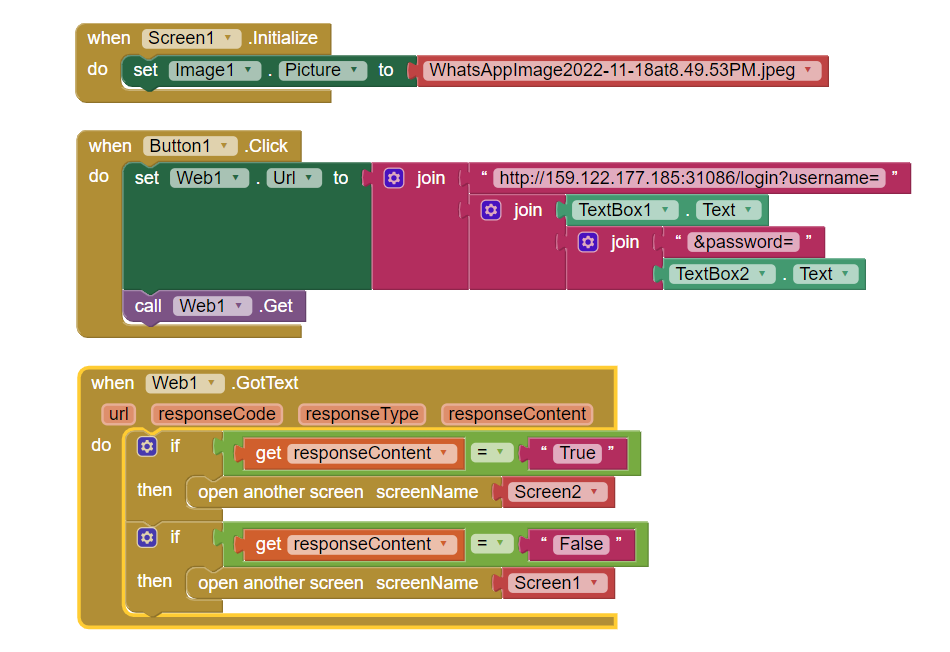 when Screen1 .Initialize
do set Image1 . Picture to WhatsAppImage2022-11-18at8.49.53PM.jpeg
when Button1 .Click
do set Web1 . Url to join “ http://159.122.177.185:31086/login?username= ”
join TextBox1 . Text
join “ &password= ”
TextBox2 . Text
call Web1 .Get
when Web1 .GotText
url responseCode responseType responseContent
do if get responseContent = “ True ”
then open another screen screenName Screen2
if get responseContent = “ False ”
then open another screen screenName Screen1